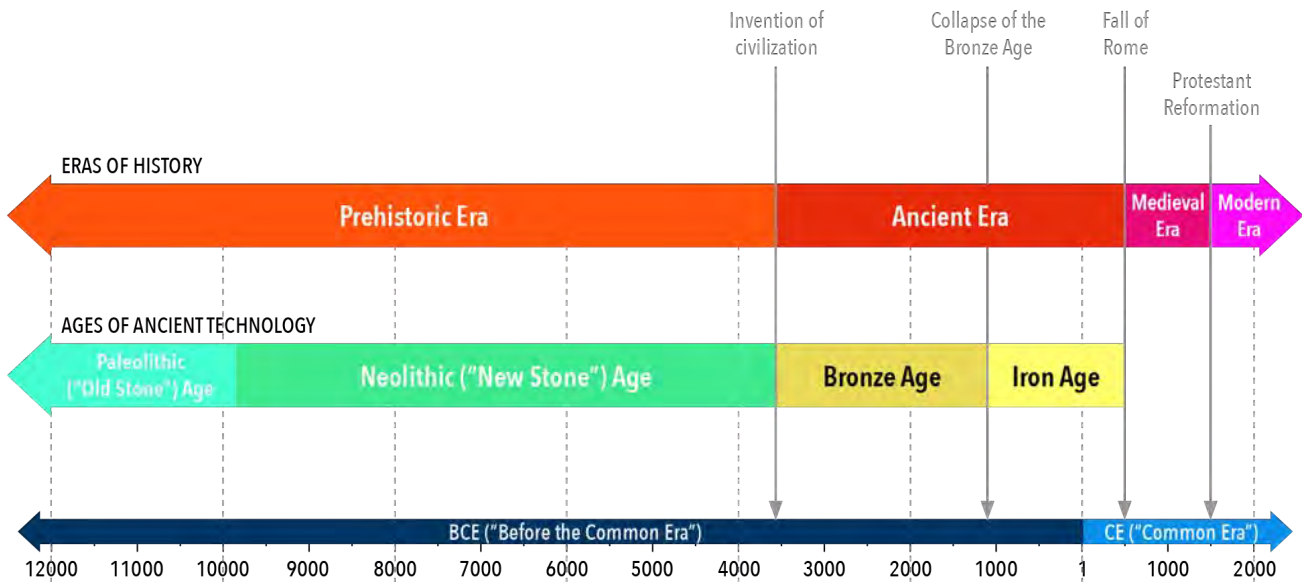 Invention of
civilization
Collapse of the
Bronze Age
Fall of
Rome
Protestant
Reformation
ERAS OF HISTORY
Prehistoric Era
Ancient Era
Medieval
Era
Modern
Era
AGES OF ANCIENT TECHNOLOGY
Paleolithic
("Old Stone") Age
Neolithic ("New Stone") Age
Bronze Age
Iron Age
BCE ("Before the Common Era")
CE ("Common Era")
12000 11000 10000 9000 8000 7000 6000 5000 4000 3000 2000 1000 1 1000 2000